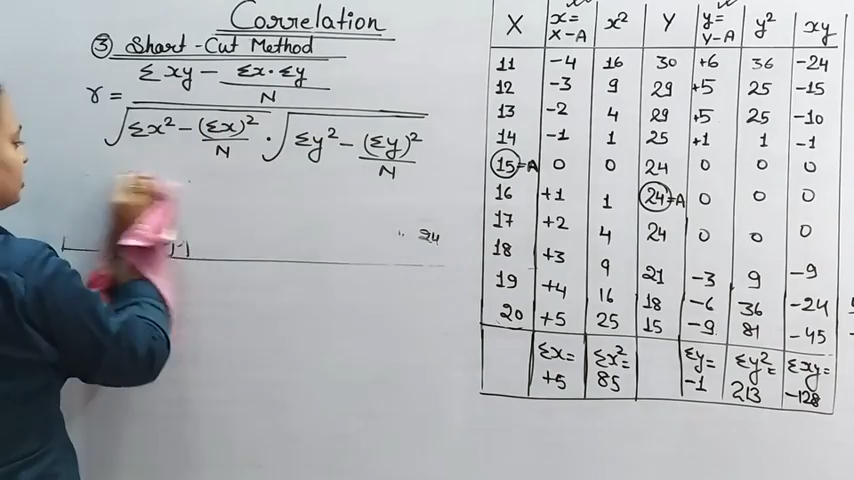 Correlation
③ Short-Cut Method
r = Σxy − Σx·Σy / N
√Σx² − (Σx)² / N · √Σy² − (Σy)² / N
24
X x= X−A x² Y y= Y−A y² xy
11 −4 16 30 +6 36 −24
12 −3 9 29 +5 25 −15
13 −2 4 29 +5 25 −10
14 −1 1 25 +1 1 −1
15=A 0 0 24 0 0 0
16 +1 1 24=A 0 0 0
17 +2 4 24 0 0 0
18 +3 9 21 −3 9 −9
19 +4 16 18 −6 36 −24
20 +5 25 15 −9 81 −45
Σx= +5 Σx²= 85 Σy= −1 Σy²= 213 Σxy= −128